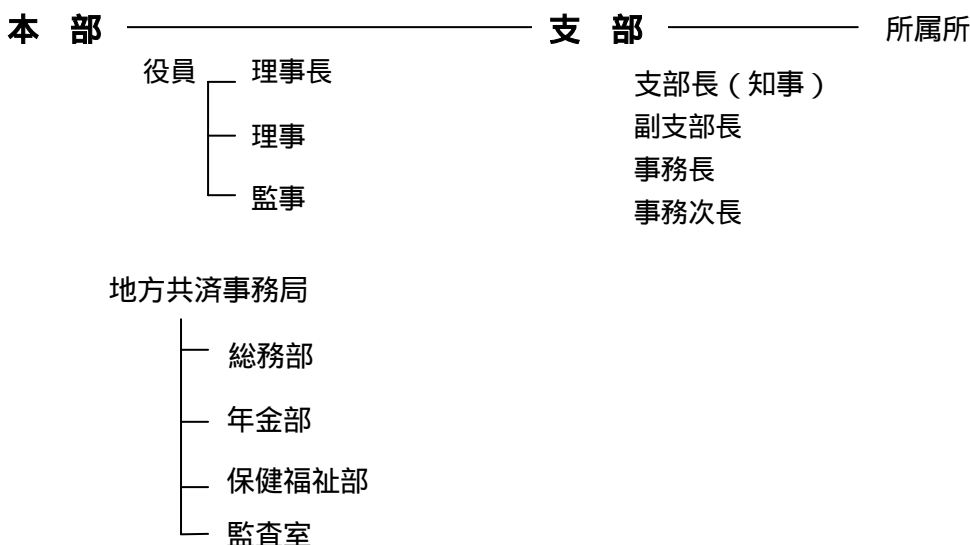 本 部 支 部 所属所
役員 理事長
理事
監事
支部長(知事)
副支部長
事務長
事務次長
地方共済事務局
総務部
年金部
保健福祉部
監査室